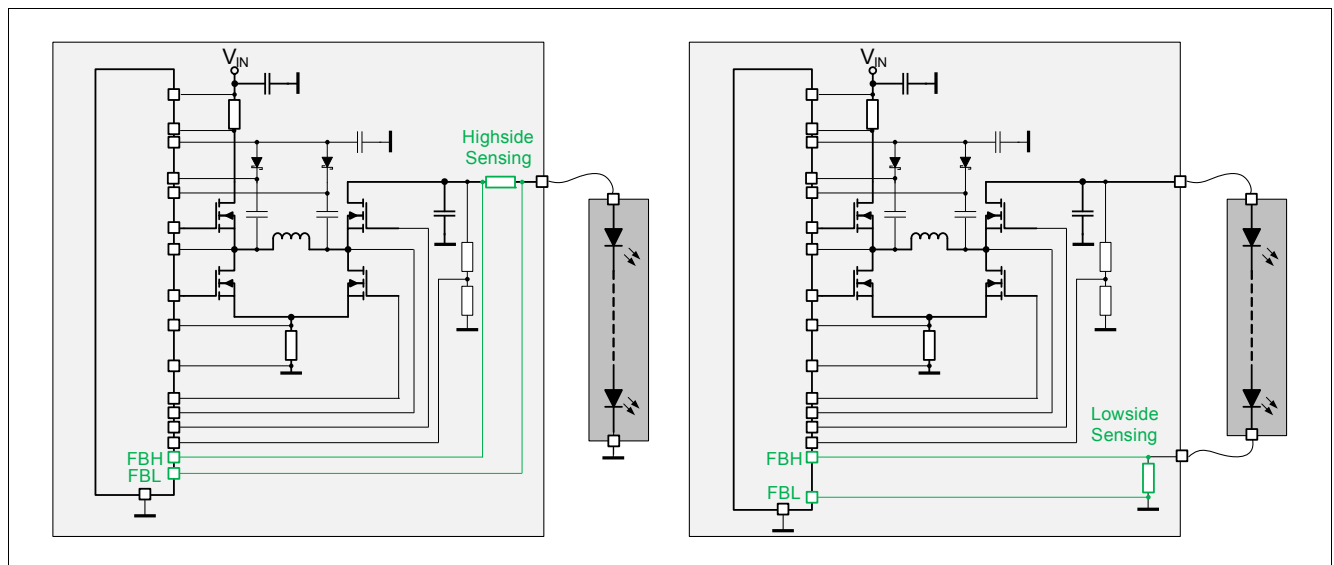 VIN
Highside
Sensing
FBH
FBL
VIN
Lowside
Sensing
FBH
FBL